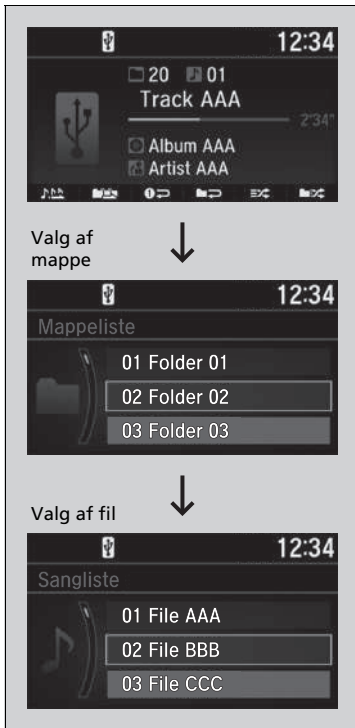 12:34
20 01
Track AAA
2'34"
Album AAA
Artist AAA
Valg af
mappe
12:34
Mappeliste
01 Folder 01
02 Folder 02
03 Folder 03
Valg af fil
12:34
Sangliste
01 File AAA
02 File BBB
03 File CCC